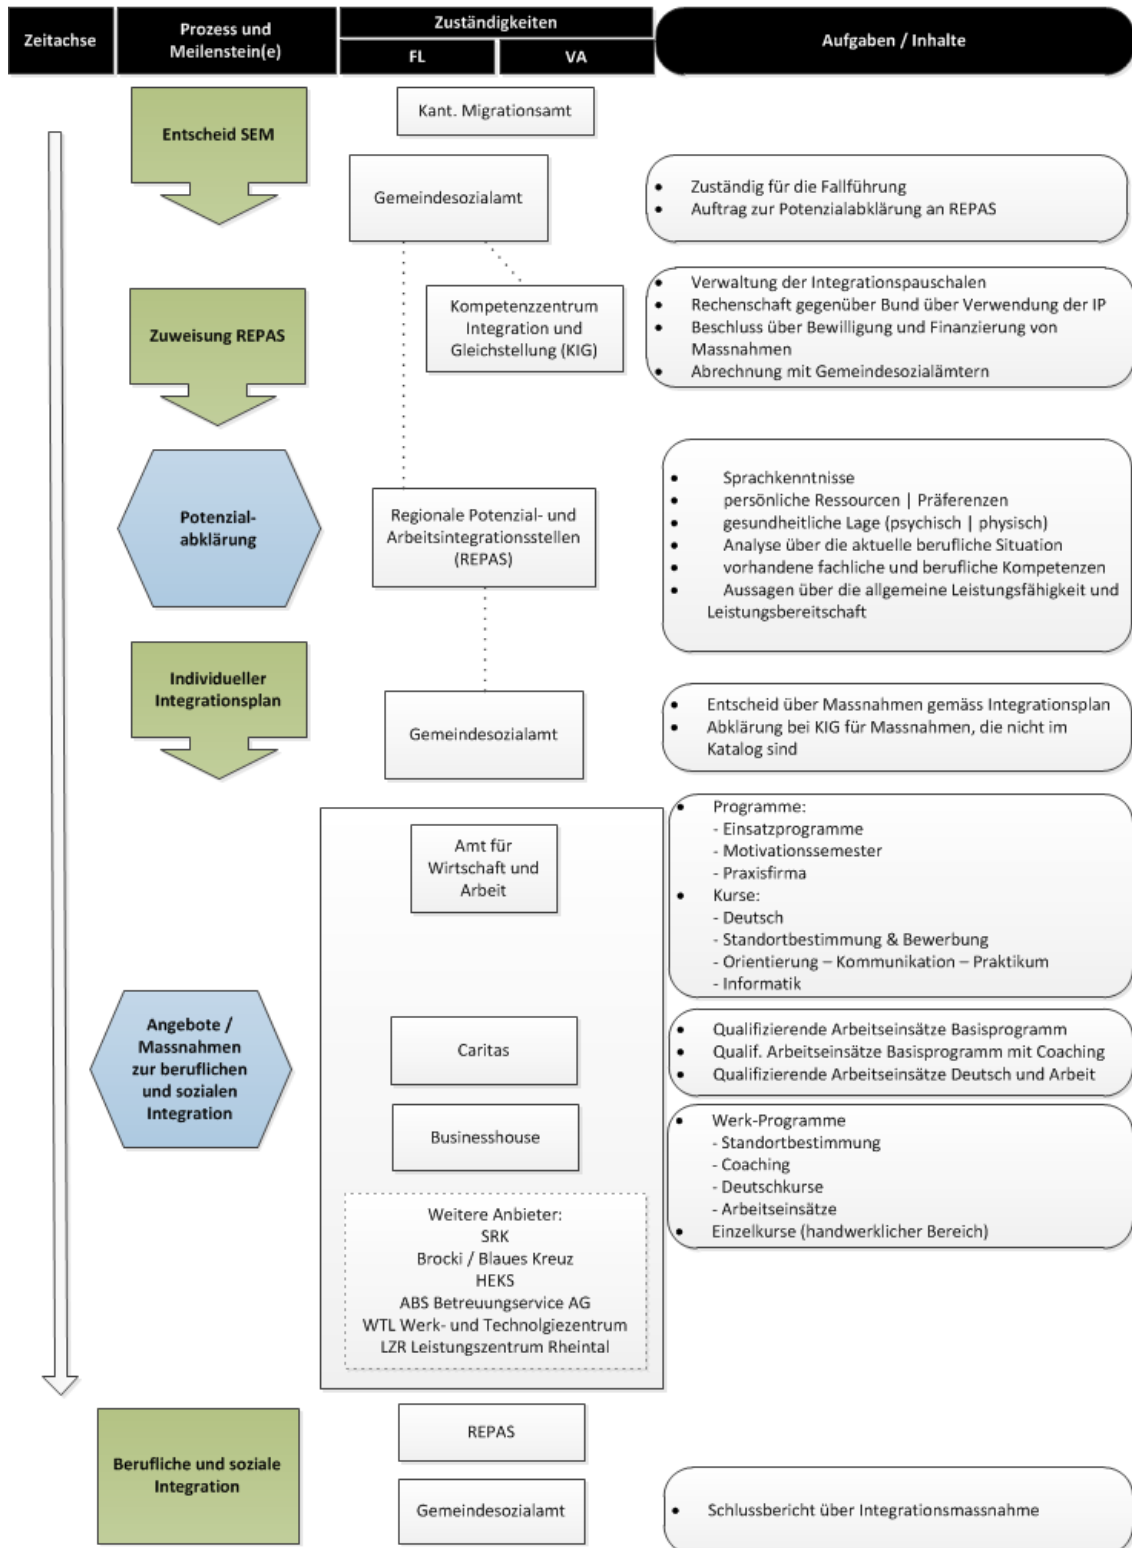 Zeitachse
Prozess und
Meilenstein(e)
Zuständigkeiten
FL
VA
Aufgaben / Inhalte
Entscheid SEM
Kant. Migrationsamt
Gemeindesozialamt
• Zuständig für die Fallführung
• Auftrag zur Potenzialabklärung an REPAS
Zuweisung REPAS
Kompetenzzentrum
Integration und
Gleichstellung (KIG)
• Verwaltung der Integrationspauschalen
• Rechenschaft gegenüber Bund über Verwendung der IP
• Beschluss über Bewilligung und Finanzierung von
Massnahmen
• Abrechnung mit Gemeindesozialämtern
Potenzial-
abklärung
Regionale Potenzial- und
Arbeitsintegrationsstellen
(REPAS)
• Sprachkenntnisse
• persönliche Ressourcen | Präferenzen
• gesundheitliche Lage (psychisch | physisch)
• Analyse über die aktuelle berufliche Situation
• vorhandene fachliche und berufliche Kompetenzen
• Aussagen über die allgemeine Leistungsfähigkeit und
Leistungsbereitschaft
Individueller
Integrationsplan
Gemeindesozialamt
• Entscheid über Massnahmen gemäss Integrationsplan
• Abklärung bei KIG für Massnahmen, die nicht im
Katalog sind
Angebote /
Massnahmen
zur beruflichen
und sozialen
Integration
Amt für
Wirtschaft und
Arbeit
• Programme:
- Einsatzprogramme
- Motivationssemester
- Praxisfirma
• Kurse:
- Deutsch
- Standortbestimmung & Bewerbung
- Orientierung – Kommunikation – Praktikum
- Informatik
Caritas
• Qualifizierende Arbeitseinsätze Basisprogramm
• Qualif. Arbeitseinsätze Basisprogramm mit Coaching
• Qualifizierende Arbeitseinsätze Deutsch und Arbeit
Businesshouse
• Werk-Programme
- Standortbestimmung
- Coaching
- Deutschkurse
- Arbeitseinsätze
• Einzelkurse (handwerklicher Bereich)
Weitere Anbieter:
SRK
Brocki / Blaues Kreuz
HEKS
ABS Betreuungservice AG
WTL Werk- und Technolgiezentrum
LZR Leistungszentrum Rheintal
Berufliche und soziale
Integration
REPAS
Gemeindesozialamt
• Schlussbericht über Integrationsmassnahme